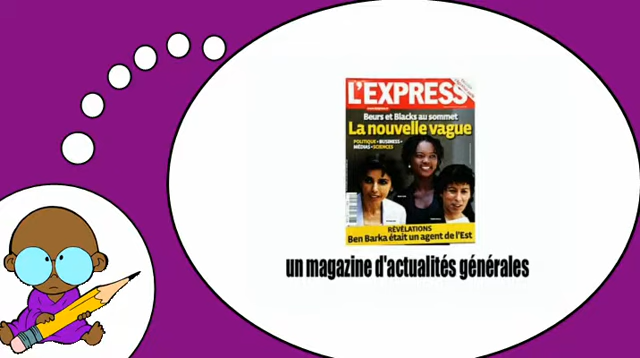 L'EXPRESS
Beurs et Blacks au sommet
La nouvelle vague
POLITIQUE • BUSINESS •
MÉDIAS • SCIENCES
RÉVÉLATIONS
Ben Barka était un agent de l'Est
un magazine d'actualités générales